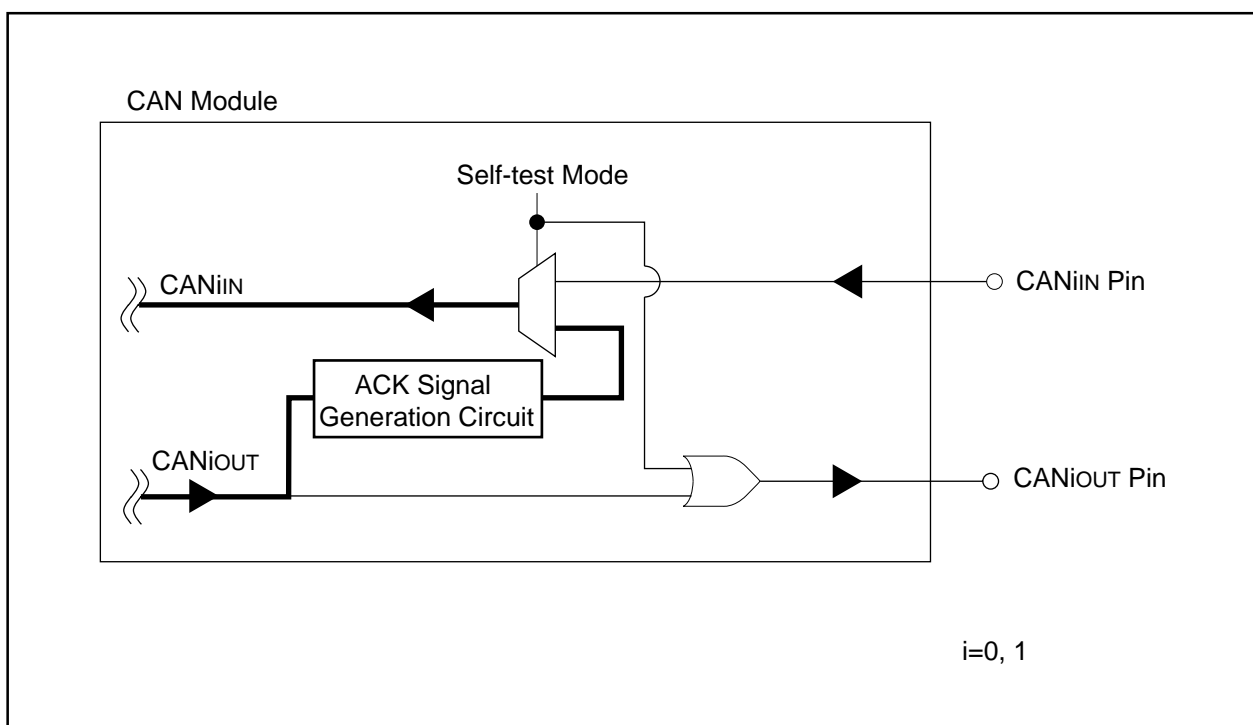 CAN Module
Self-test Mode
CANiIN
CANiIN Pin
ACK Signal
Generation Circuit
CANiOUT
CANiOUT Pin
i=0, 1